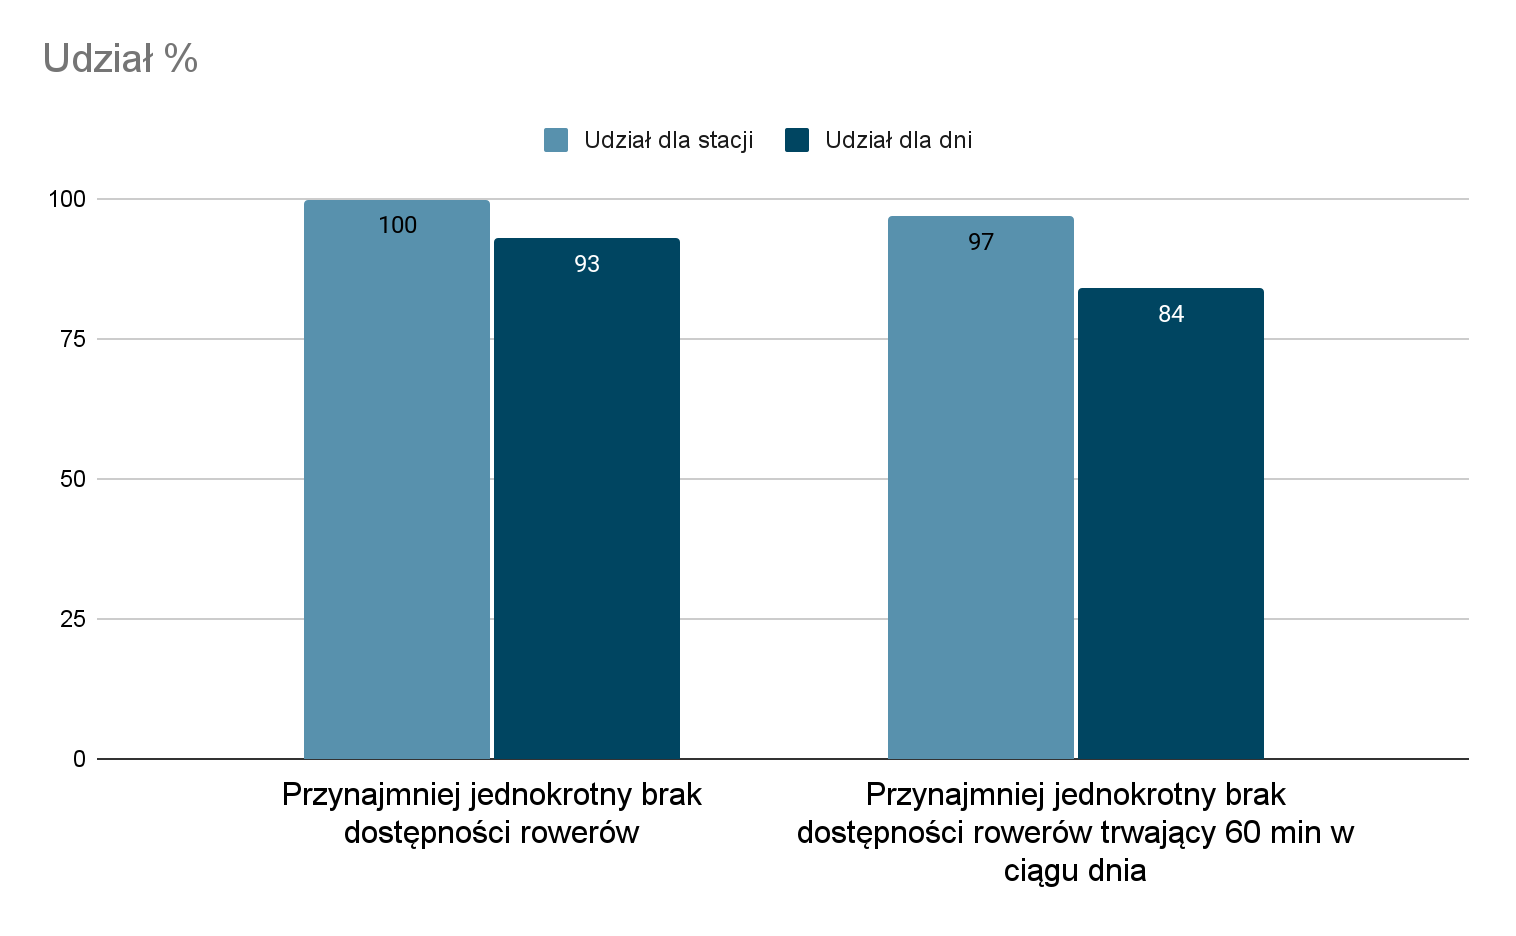 Udział %
Udział dla stacji
Udział dla dni
100
75
50
25
0
100
93
97
84
Przynajmniej jednokrotny brak
dostępności rowerów
Przynajmniej jednokrotny brak
dostępności rowerów trwający 60 min w
ciągu dnia